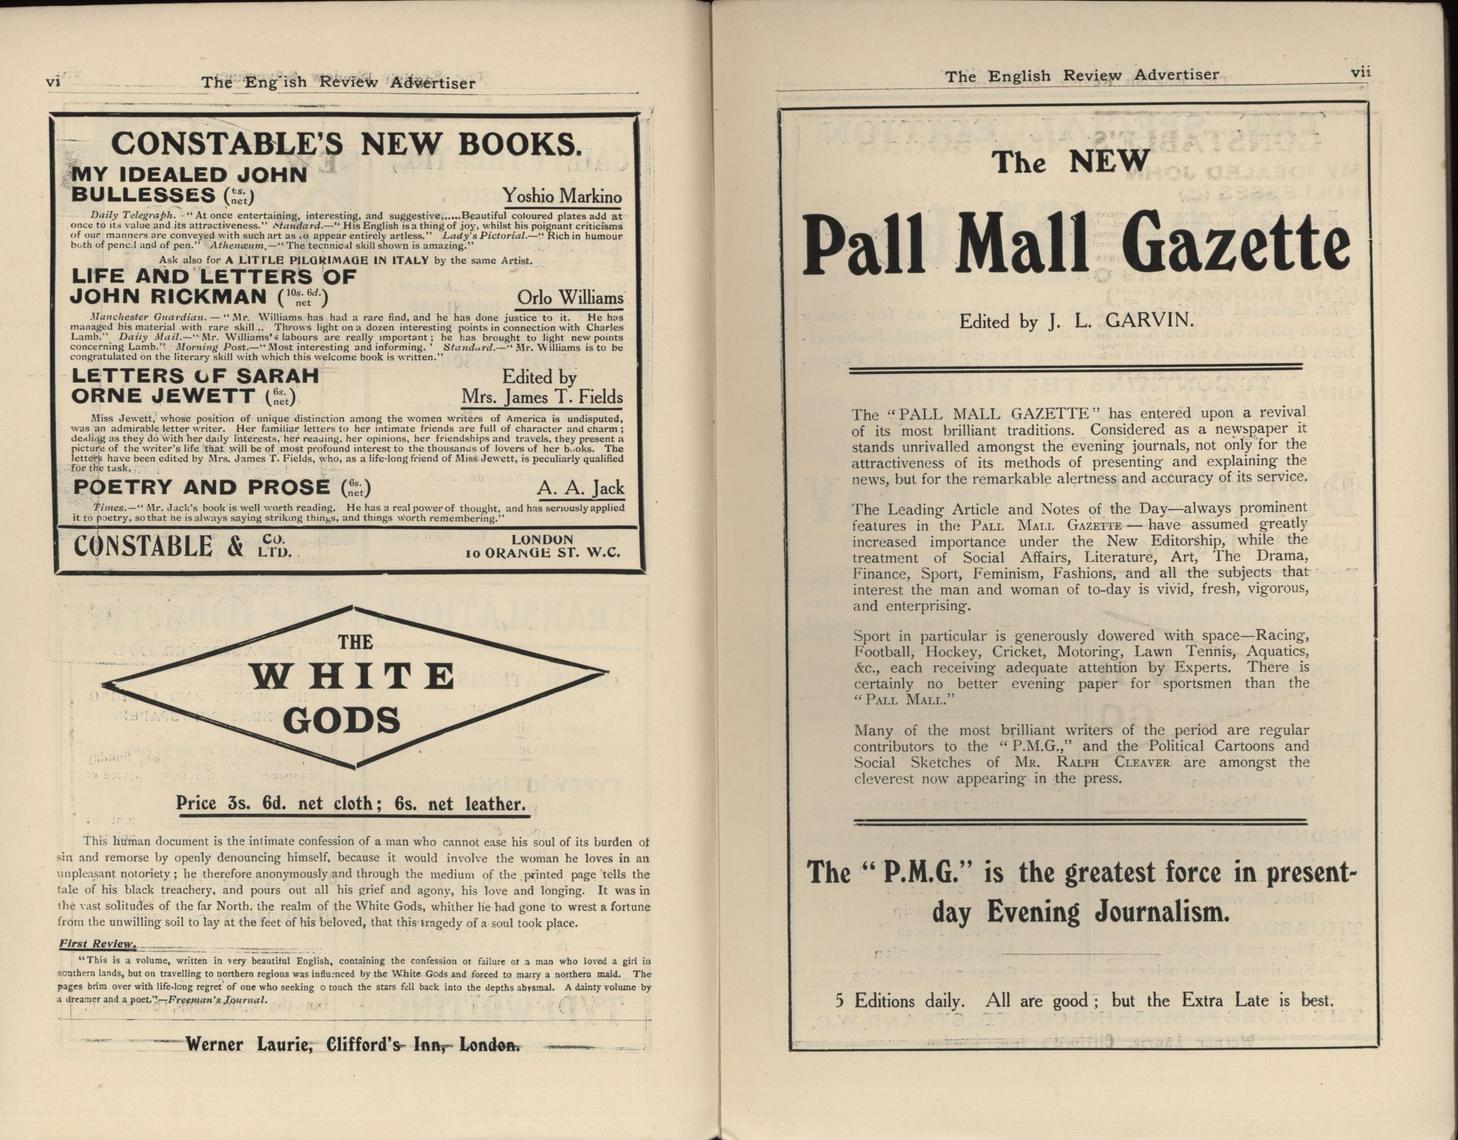 vi
The Eng ish Review Advertiser
CONSTABLE'S NEW BOOKS.
MY IDEALED JOHN
BULLESSES (net) Yoshio Markino
Daily Telegraph. -"At once entertaining, interesting, and suggestive......Beautiful coloured plates add at
once to its value and its attractiveness." Standard.—"His English is a thing of joy, whilst his poignant criticisms
of our manners are conveyed with such art as to appear entirely artless." Lady's Pictorial.—"Rich in humour
both of pencil and of pen." Athenæum,—"The technical skill shown is amazing."
Ask also for A LITTLE PILGRIMAGE IN ITALY by the same Artist.
LIFE AND LETTERS OF
JOHN RICKMAN (10s. 6d. net) Orlo Williams
Manchester Guardian. — "Mr. Williams has had a rare find, and he has done justice to it. He has
managed his material with rare skill .. Throws light on a dozen interesting points in connection with Charles
Lamb." Daily Mail.—"Mr. Williams's labours are really important; he has brought to light new points
concerning Lamb." Morning Post.—"Most interesting and informing." Standard.—"Mr. Williams is to be
congratulated on the literary skill with which this welcome book is written."
LETTERS OF SARAH Edited by
ORNE JEWETT (6s. net) Mrs. James T. Fields
Miss Jewett, whose position of unique distinction among the women writers of America is undisputed,
was an admirable letter writer. Her familiar letters to her intimate friends are full of character and charm;
dealing as they do with her daily interests, her reading, her opinions, her friendships and travels, they present a
picture of the writer's life that will be of most profound interest to the thousands of lovers of her books. The
letters have been edited by Mrs. James T. Fields, who, as a life-long friend of Miss Jewett, is peculiarly qualified
for the task.
POETRY AND PROSE (6s. net) A. A. Jack
Times.—"Mr. Jack's book is well worth reading. He has a real power of thought, and has seriously applied
it to poetry, so that he is always saying striking things, and things worth remembering."
CONSTABLE & CO. LTD. LONDON
10 ORANGE ST. W.C.
THE
WHITE
GODS
Price 3s. 6d. net cloth; 6s. net leather.
This human document is the intimate confession of a man who cannot ease his soul of its burden of
sin and remorse by openly denouncing himself, because it would involve the woman he loves in an
unpleasant notoriety; he therefore anonymously and through the medium of the printed page tells the
tale of his black treachery, and pours out all his grief and agony, his love and longing. It was in
the vast solitudes of the far North, the realm of the White Gods, whither he had gone to wrest a fortune
from the unwilling soil to lay at the feet of his beloved, that this tragedy of a soul took place.
First Review.
"This is a volume, written in very beautiful English, containing the confession of failure of a man who loved a girl in
southern lands, but on travelling to northern regions was influenced by the White Gods and forced to marry a northern maid. The
pages brim over with life-long regret of one who seeking o touch the stars fell back into the depths abysmal. A dainty volume by
a dreamer and a poet."—Freeman's Journal.
Werner Laurie, Clifford's Inn, London.
The English Review Advertiser
vii
The NEW
Pall Mall Gazette
Edited by J. L. GARVIN.
The "PALL MALL GAZETTE" has entered upon a revival
of its most brilliant traditions. Considered as a newspaper it
stands unrivalled amongst the evening journals, not only for the
attractiveness of its methods of presenting and explaining the
news, but for the remarkable alertness and accuracy of its service.
The Leading Article and Notes of the Day—always prominent
features in the PALL MALL GAZETTE — have assumed greatly
increased importance under the New Editorship, while the
treatment of Social Affairs, Literature, Art, The Drama,
Finance, Sport, Feminism, Fashions, and all the subjects that
interest the man and woman of to-day is vivid, fresh, vigorous,
and enterprising.
Sport in particular is generously dowered with space—Racing,
Football, Hockey, Cricket, Motoring, Lawn Tennis, Aquatics,
&c., each receiving adequate attention by Experts. There is
certainly no better evening paper for sportsmen than the
"PALL MALL."
Many of the most brilliant writers of the period are regular
contributors to the "P.M.G.," and the Political Cartoons and
Social Sketches of MR. RALPH CLEAVER are amongst the
cleverest now appearing in the press.
The "P.M.G." is the greatest force in present-
day Evening Journalism.
5 Editions daily. All are good; but the Extra Late is best.